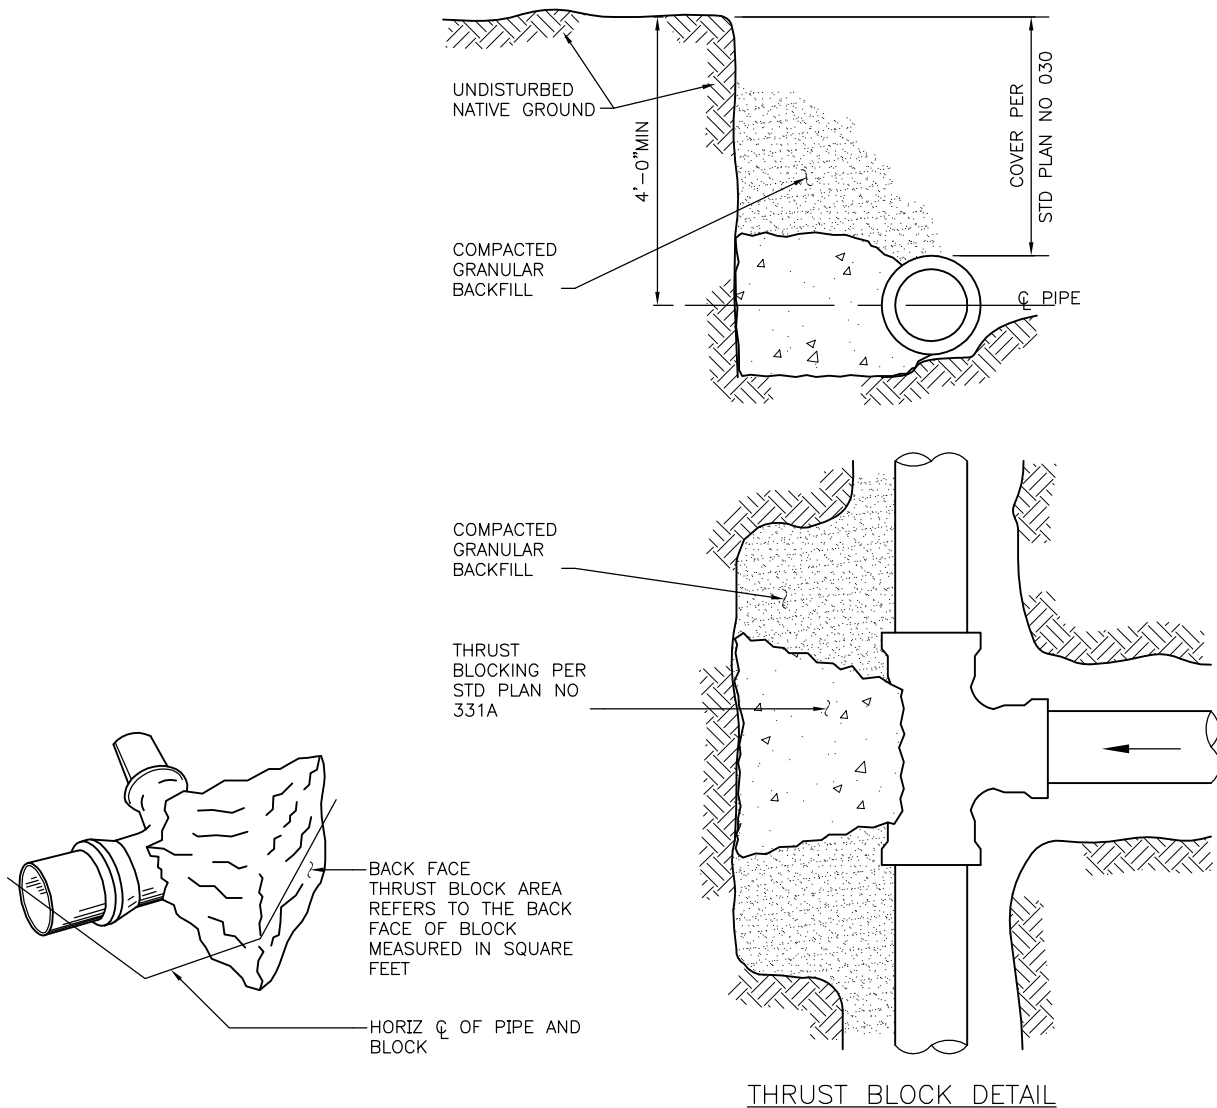 UNDISTURBED
NATIVE GROUND
4'-0"MIN
COVER PER
STD PLAN NO 030
COMPACTED
GRANULAR
BACKFILL
℄ PIPE
COMPACTED
GRANULAR
BACKFILL
THRUST
BLOCKING PER
STD PLAN NO
331A
BACK FACE
THRUST BLOCK AREA
REFERS TO THE BACK
FACE OF BLOCK
MEASURED IN SQUARE
FEET
HORIZ ℄ OF PIPE AND
BLOCK
THRUST BLOCK DETAIL